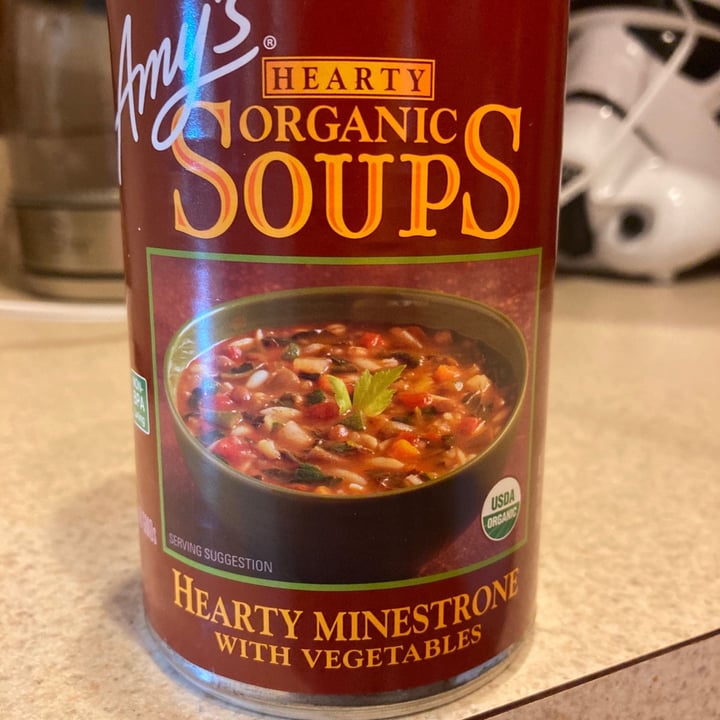 Amy's®
HEARTY
ORGANIC
SOUPS
USDA
ORGANIC
SERVING SUGGESTION
HEARTY MINESTRONE
WITH VEGETABLES